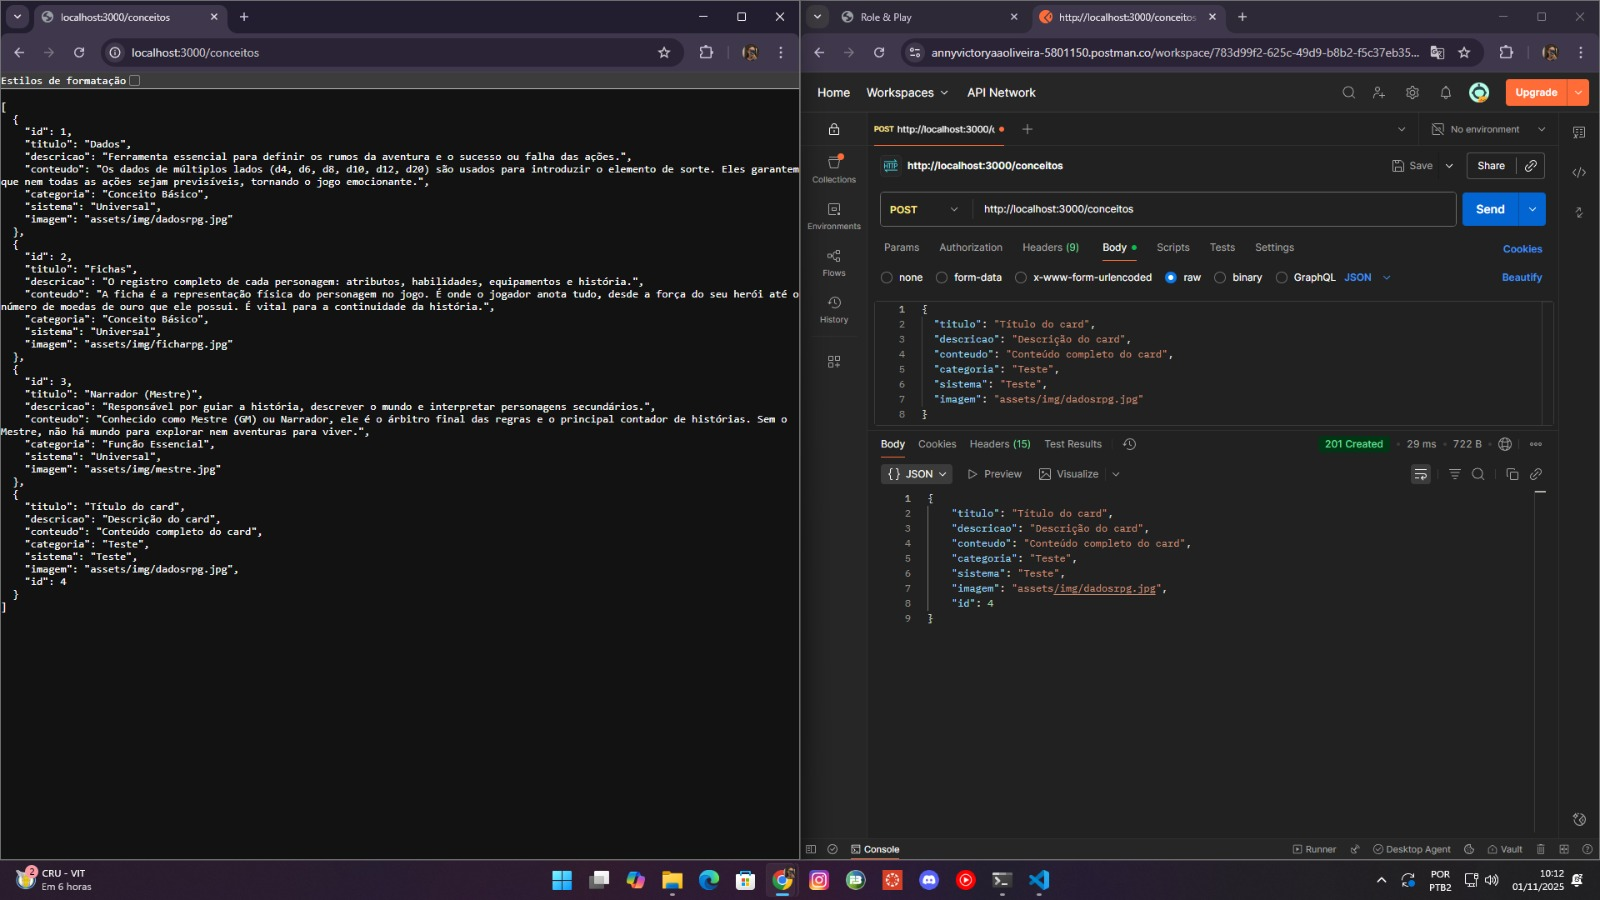 localhost:3000/conceitos
localhost:3000/conceitos
Estilos de formatação
[
  {
    "id": 1,
    "titulo": "Dados",
    "descricao": "Ferramenta essencial para definir os rumos da aventura e o sucesso ou falha das ações.",
    "conteudo": "Os dados de múltiplos lados (d4, d6, d8, d10, d12, d20) são usados para introduzir o elemento de sorte. Eles garantem
que nem todas as ações sejam previsíveis, tornando o jogo emocionante.",
    "categoria": "Conceito Básico",
    "sistema": "Universal",
    "imagem": "assets/img/dadosrpg.jpg"
  },
  {
    "id": 2,
    "titulo": "Fichas",
    "descricao": "O registro completo de cada personagem: atributos, habilidades, equipamentos e história.",
    "conteudo": "A ficha é a representação física do personagem no jogo. É onde o jogador anota tudo, desde a força do seu herói até o
número de moedas de ouro que ele possui. É vital para a continuidade da história.",
    "categoria": "Conceito Básico",
    "sistema": "Universal",
    "imagem": "assets/img/ficharpg.jpg"
  },
  {
    "id": 3,
    "titulo": "Narrador (Mestre)",
    "descricao": "Responsável por guiar a história, descrever o mundo e interpretar personagens secundários.",
    "conteudo": "Conhecido como Mestre (GM) ou Narrador, ele é o árbitro final das regras e o principal contador de histórias. Sem o
Mestre, não há mundo para explorar nem aventuras para viver.",
    "categoria": "Função Essencial",
    "sistema": "Universal",
    "imagem": "assets/img/mestre.jpg"
  },
  {
    "titulo": "Título do card",
    "descricao": "Descrição do card",
    "conteudo": "Conteúdo completo do card",
    "categoria": "Teste",
    "sistema": "Teste",
    "imagem": "assets/img/dadosrpg.jpg",
    "id": 4
  }
]
Role & Play
http://localhost:3000/conceitos
annyvictoryaaoliveira-5801150.postman.co/workspace/783d99f2-625c-49d9-b8b2-f5c37eb35...
Home Workspaces API Network Upgrade
POST http://localhost:3000/c No environment
http://localhost:3000/conceitos Save Share
HTTP
Collections
Environments
Flows
History
POST http://localhost:3000/conceitos Send
Params Authorization Headers (9) Body Scripts Tests Settings Cookies
none form-data x-www-form-urlencoded raw binary GraphQL JSON Beautify
1 {
2 "titulo": "Título do card",
3 "descricao": "Descrição do card",
4 "conteudo": "Conteúdo completo do card",
5 "categoria": "Teste",
6 "sistema": "Teste",
7 "imagem": "assets/img/dadosrpg.jpg"
8 }
Body Cookies Headers (15) Test Results 201 Created 29 ms 722 B
{} JSON Preview Visualize
1 {
2 "titulo": "Título do card",
3 "descricao": "Descrição do card",
4 "conteudo": "Conteúdo completo do card",
5 "categoria": "Teste",
6 "sistema": "Teste",
7 "imagem": "assets/img/dadosrpg.jpg",
8 "id": 4
9 }
Console Runner Desktop Agent Vault
2
CRU - VIT
Em 6 horas
POR
PTB2
10:12
01/11/2025